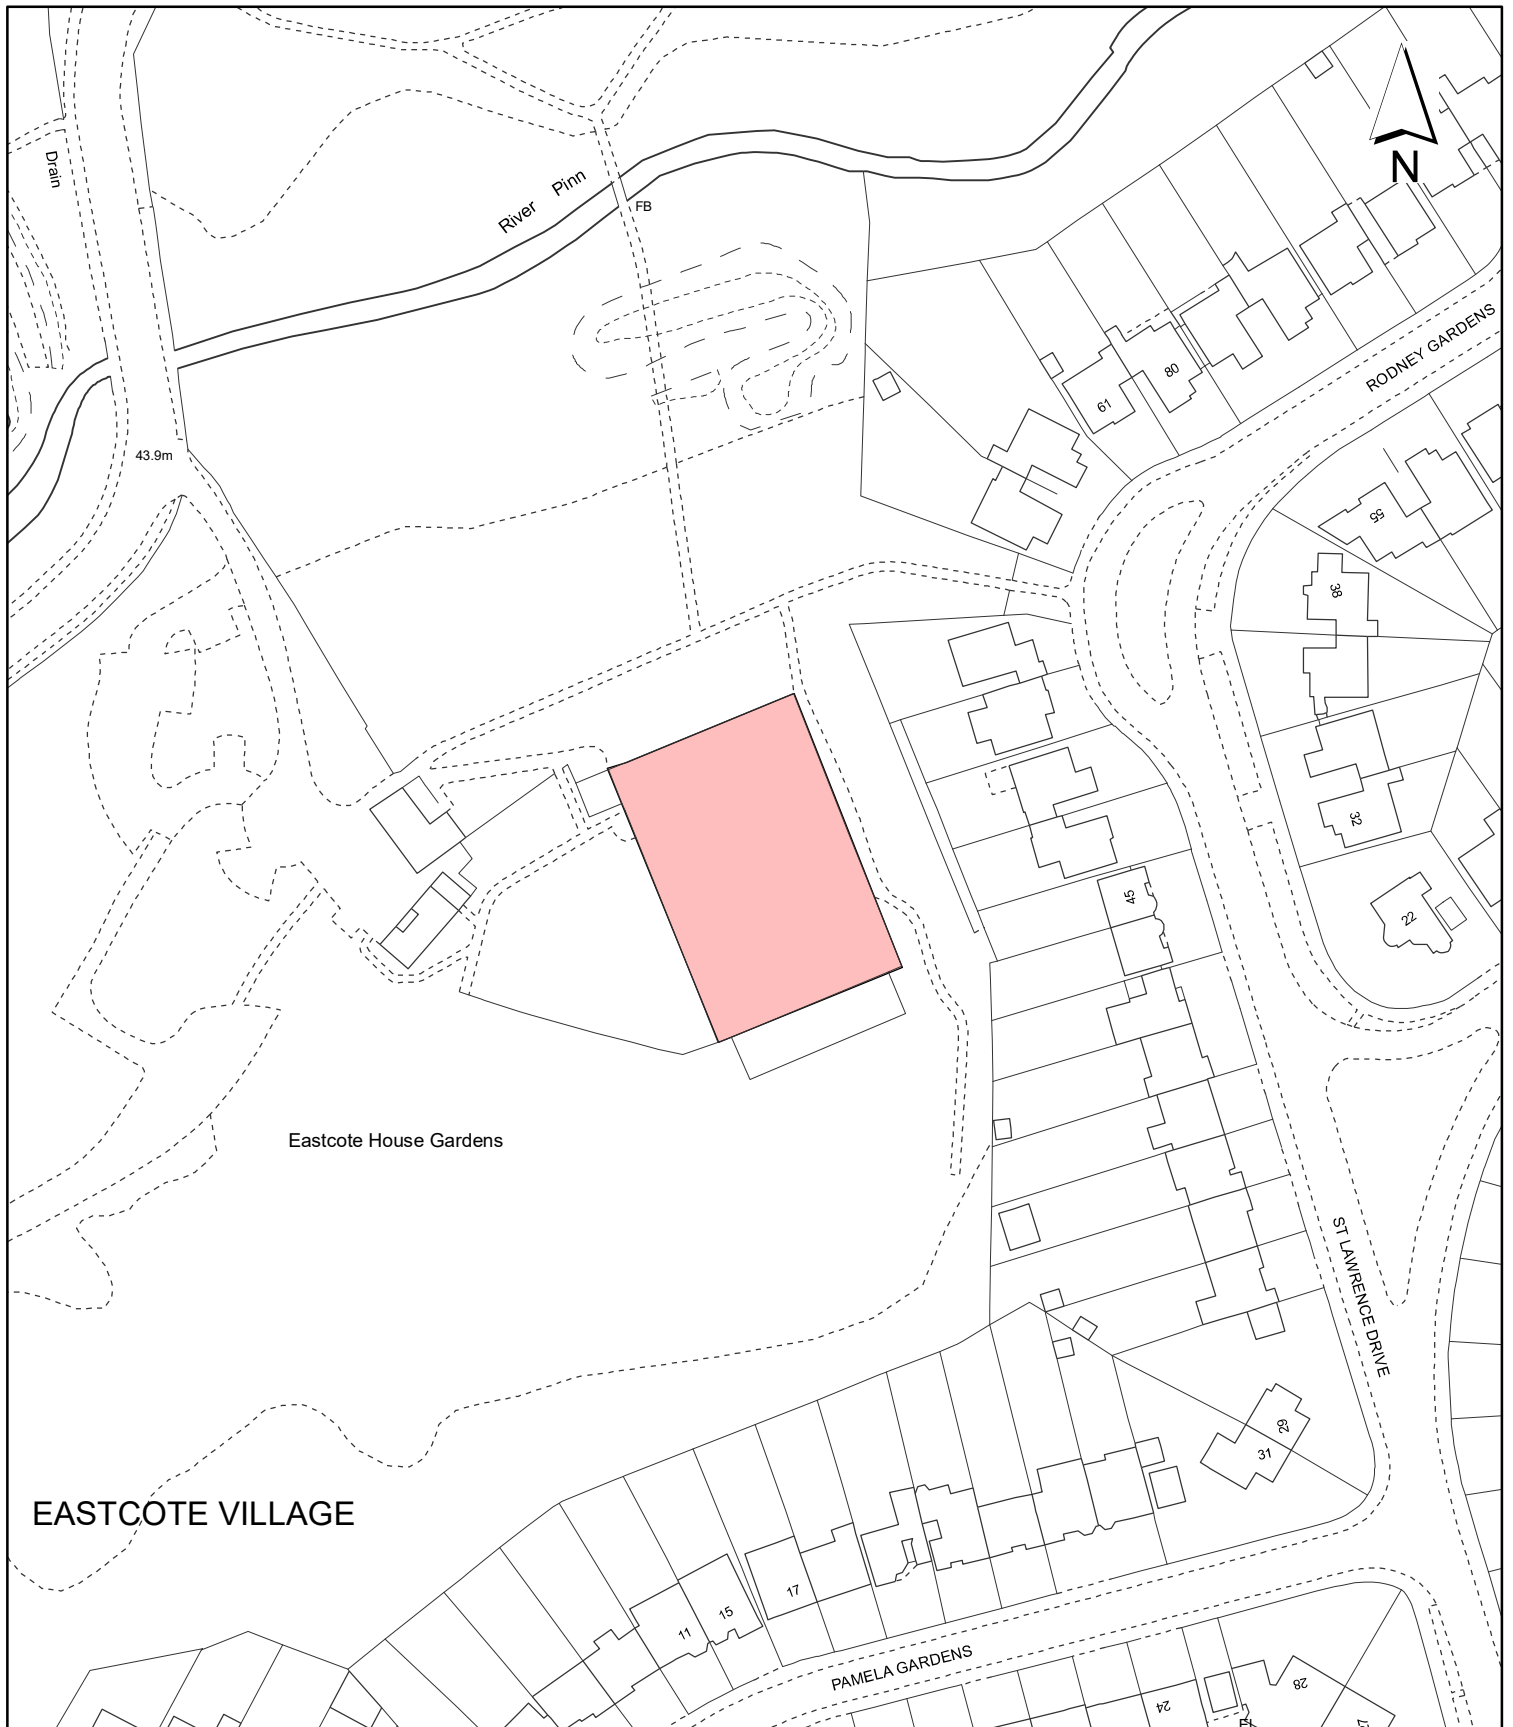 Drain
River Pinn
FB
N
RODNEY GARDENS
80
61
43.9m
55
38
32
45
22
Eastcote House Gardens
ST LAWRENCE DRIVE
29
31
EASTCOTE VILLAGE
17
15
11
PAMELA GARDENS
28
24